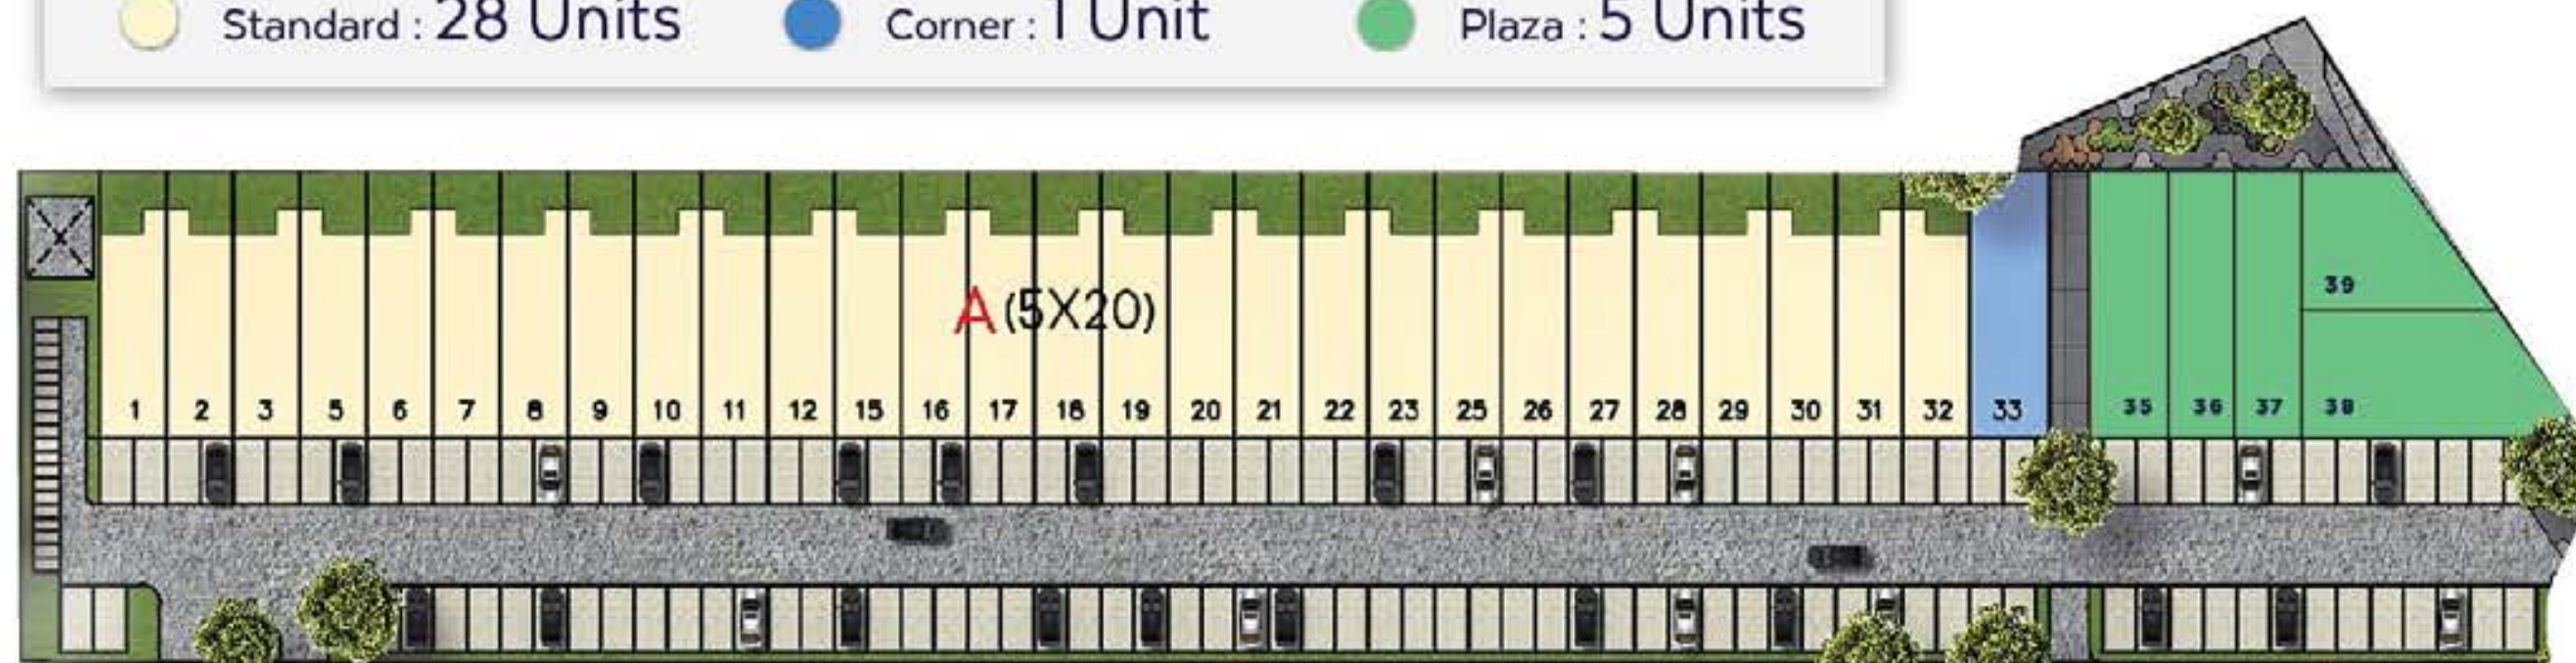 Standard : 28 Units Corner : 1 Unit Plaza : 5 Units
A (5X20)
39
1 2 3 5 6 7 8 9 10 11 12 15 16 17 18 19 20 21 22 23 25 26 27 28 29 30 31 32 33 35 36 37 38